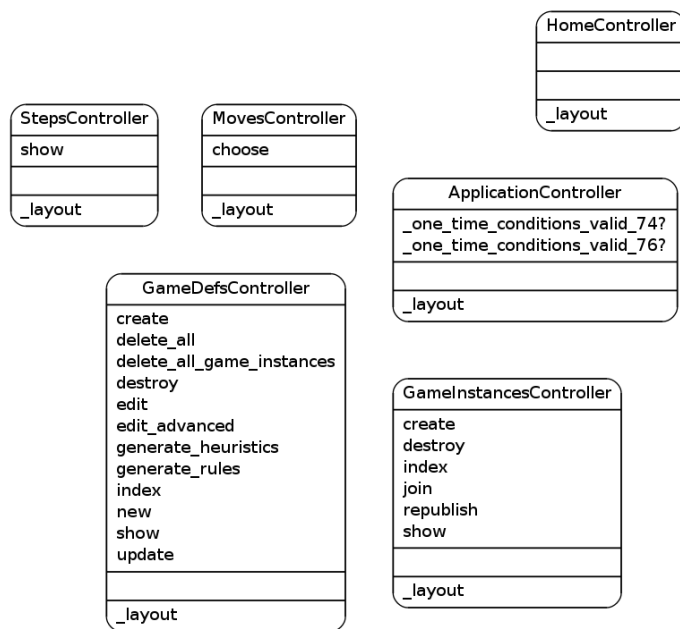 HomeController
_layout
StepsController
show
_layout
MovesController
choose
_layout
ApplicationController
_one_time_conditions_valid_74?
_one_time_conditions_valid_76?
_layout
GameDefsController
create
delete_all
delete_all_game_instances
destroy
edit
edit_advanced
generate_heuristics
generate_rules
index
new
show
update
_layout
GameInstancesController
create
destroy
index
join
republish
show
_layout